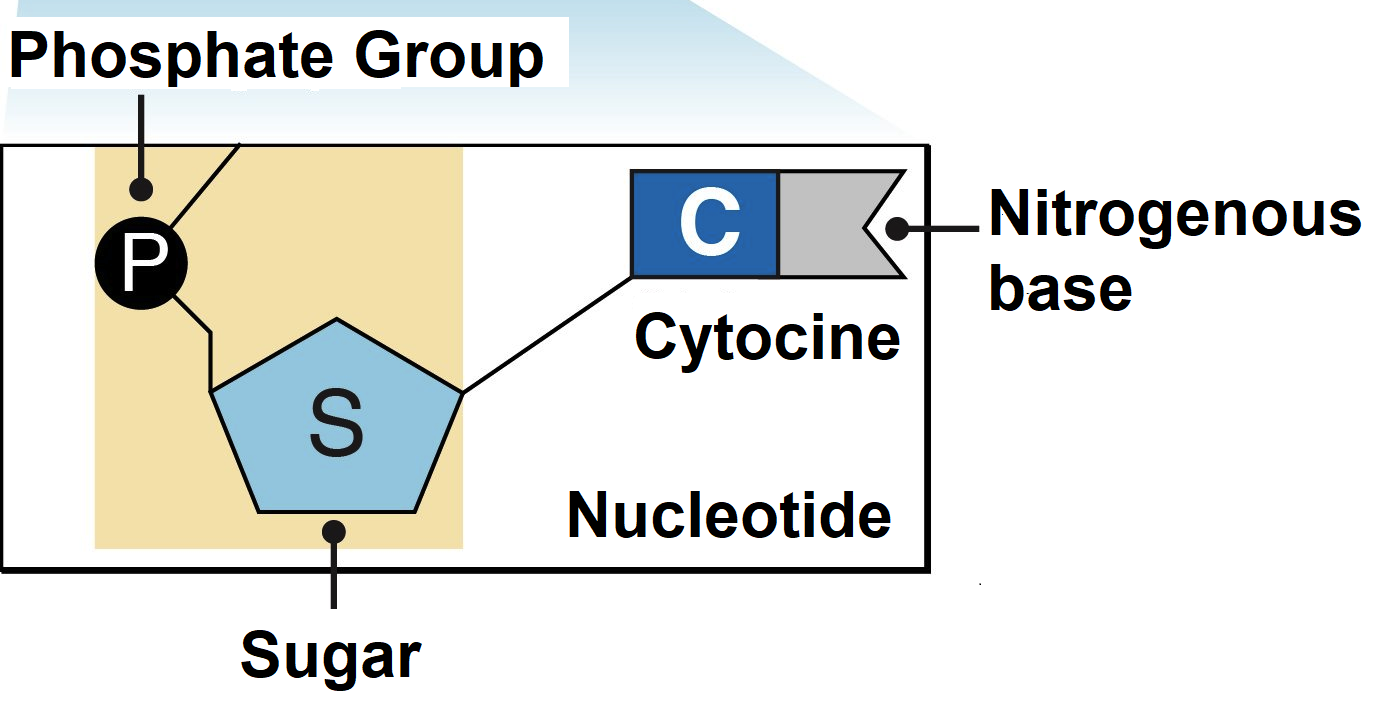 Phosphate Group
P
C
Nitrogenous
base
Cytocine
S
Nucleotide
Sugar